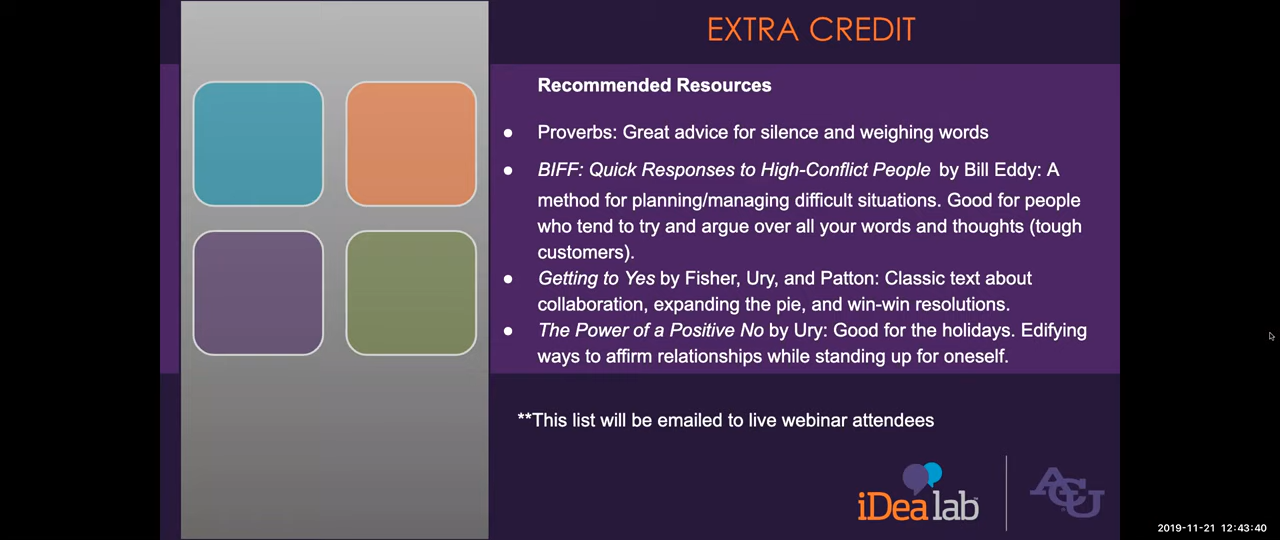 EXTRA CREDIT
Recommended Resources
● Proverbs: Great advice for silence and weighing words
● BIFF: Quick Responses to High-Conflict People by Bill Eddy: A
method for planning/managing difficult situations. Good for people
who tend to try and argue over all your words and thoughts (tough
customers).
● Getting to Yes by Fisher, Ury, and Patton: Classic text about
collaboration, expanding the pie, and win-win resolutions.
● The Power of a Positive No by Ury: Good for the holidays. Edifying
ways to affirm relationships while standing up for oneself.
**This list will be emailed to live webinar attendees
iDea lab
ACU
2019-11-21 12:43:40